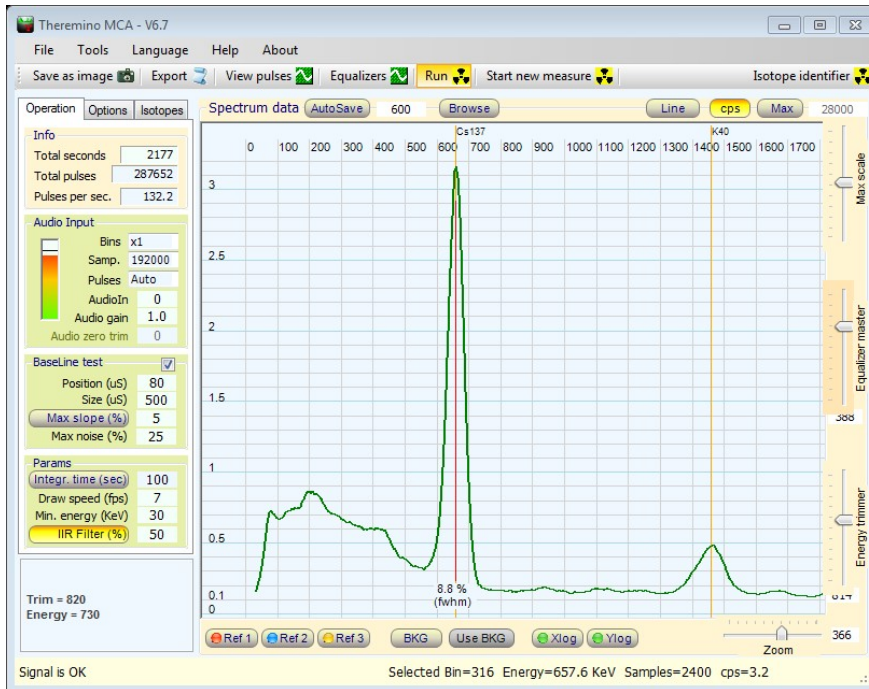 Theremino MCA - V6.7
File Tools Language Help About
Save as image Export View pulses Equalizers Run Start new measure Isotope identifier
Operation Options Isotopes
Info
Total seconds 2177
Total pulses 287652
Pulses per sec. 132.2
Audio Input
Bins x1
Samp. 192000
Pulses Auto
AudioIn 0
Audio gain 1.0
Audio zero trim 0
BaseLine test
Position (uS) 80
Size (uS) 500
Max slope (%) 5
Max noise (%) 25
Params
Integr. time (sec) 100
Draw speed (fps) 7
Min. energy (KeV) 30
IIR Filter (%) 50
Trim = 820
Energy = 730
Spectrum data AutoSave 600 Browse Line cps Max 28000
Cs137 K40
0 100 200 300 400 500 600 700 800 900 1000 1100 1200 1300 1400 1500 1600 1700
3
2.5
2
1.5
1
0.5
0.1
0
8.8 %
(fwhm)
Max scale
Equalizer master
388
Energy trimmer
814
Ref 1 Ref 2 Ref 3 BKG Use BKG Xlog Ylog
Zoom
366
Signal is OK Selected Bin=316 Energy=657.6 KeV Samples=2400 cps=3.2